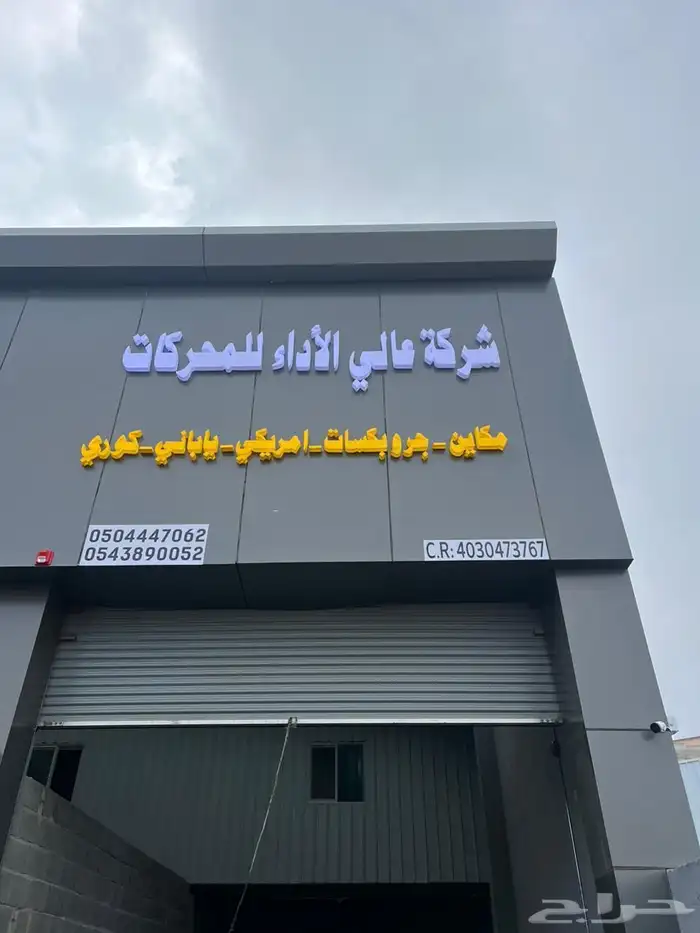 شركة عالي الأداء للمحركات
مكاين - جروبكسات - امريكي - ياباني - كوري
0504447062
0543890052
C.R: 4030473767
حراج